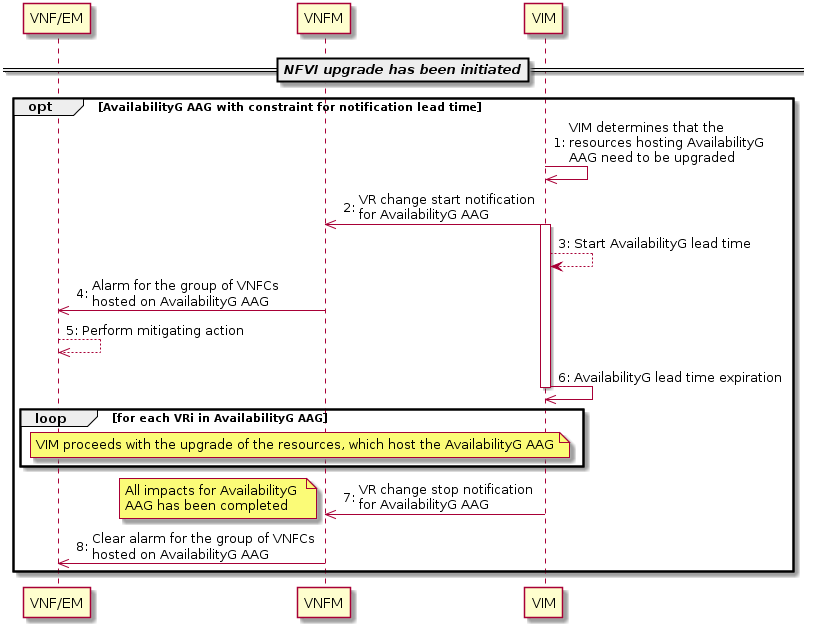 VNF/EM VNFM VIM
NFVI upgrade has been initiated
opt [AvailabilityG AAG with constraint for notification lead time]
VIM determines that the
1: resources hosting AvailabilityG
AAG need to be upgraded
VR change start notification
2: for AvailabilityG AAG
3: Start AvailabilityG lead time
Alarm for the group of VNFCs
4: hosted on AvailabilityG AAG
5: Perform mitigating action
6: AvailabilityG lead time expiration
loop [for each VRi in AvailabilityG AAG]
VIM proceeds with the upgrade of the resources, which host the AvailabilityG AAG
All impacts for AvailabilityG
AAG has been completed
VR change stop notification
7: for AvailabilityG AAG
Clear alarm for the group of VNFCs
8: hosted on AvailabilityG AAG
VNF/EM VNFM VIM